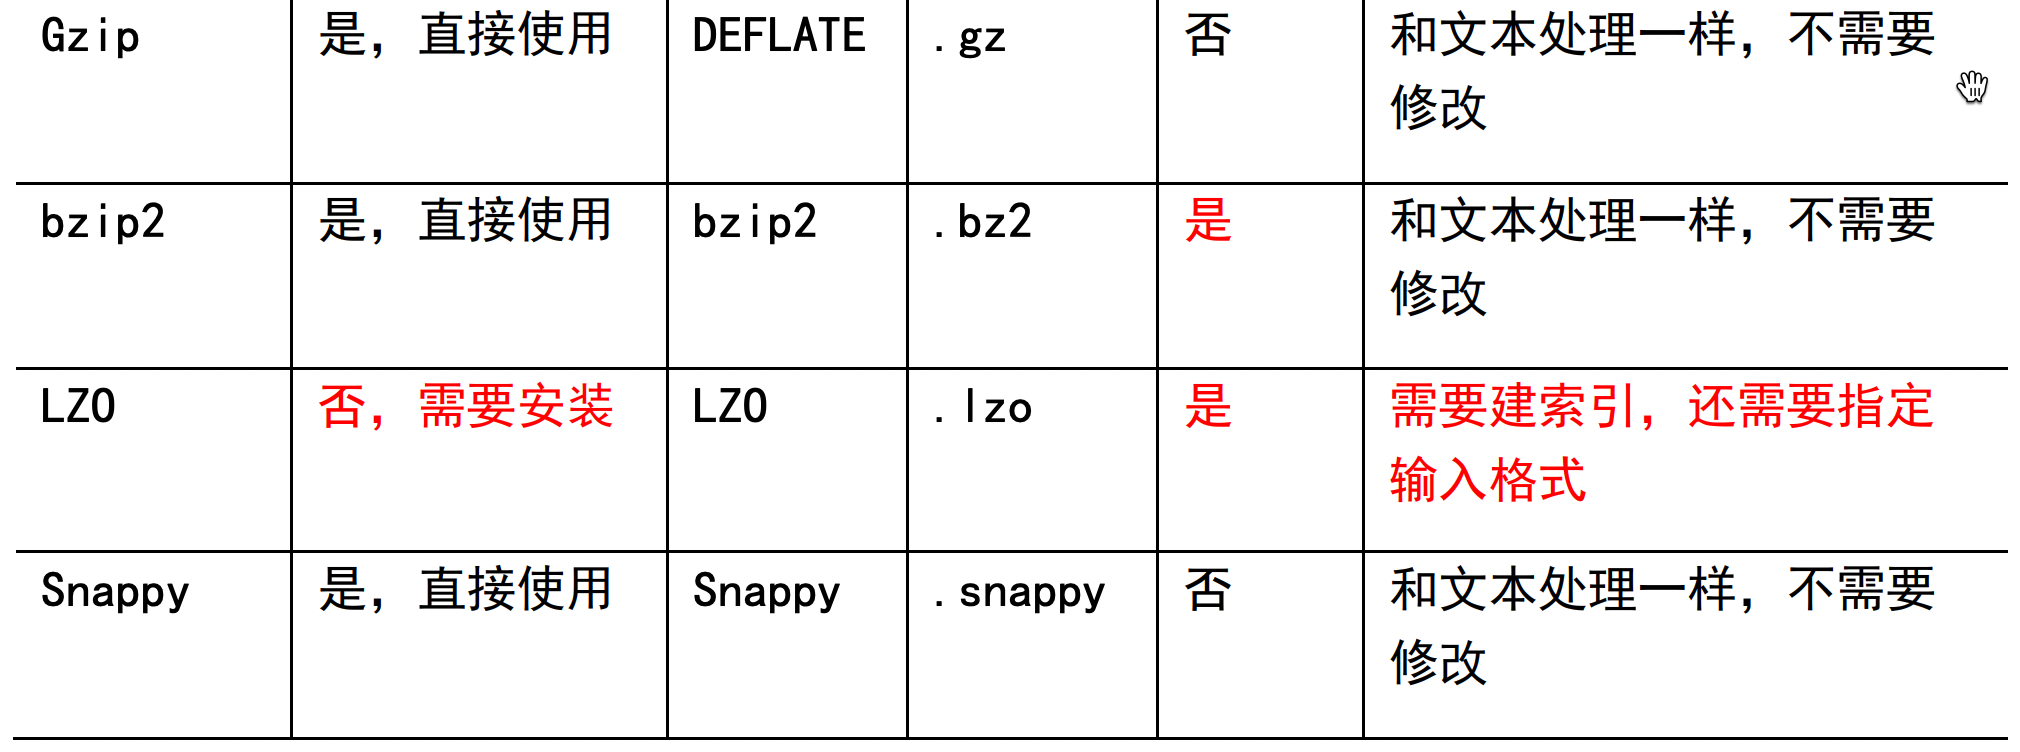 Gzip 是，直接使用 DEFLATE .gz 否 和文本处理一样，不需要
修改
bzip2 是，直接使用 bzip2 .bz2 是 和文本处理一样，不需要
修改
LZO 否，需要安装 LZO .lzo 是 需要建索引，还需要指定
输入格式
Snappy 是，直接使用 Snappy .snappy 否 和文本处理一样，不需要
修改